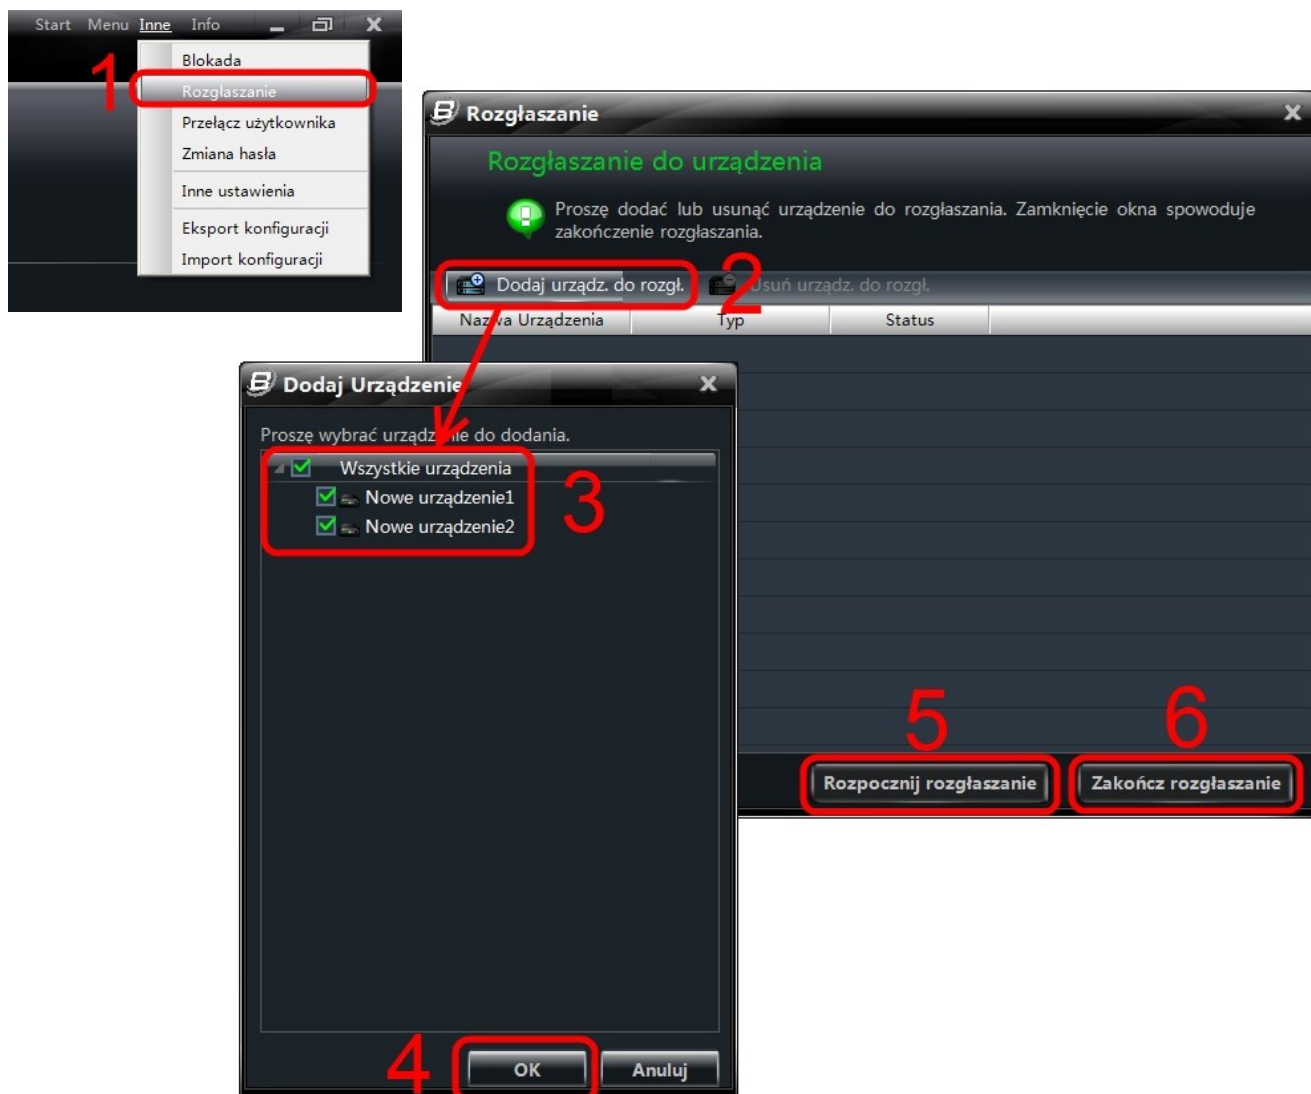 Start Menu Inne Info
1
Blokada
Rozgłaszanie
Przełącz użytkownika
Zmiana hasła
Inne ustawienia
Eksport konfiguracji
Import konfiguracji
Rozgłaszanie
Rozgłaszanie do urządzenia
Proszę dodać lub usunąć urządzenie do rozgłaszania. Zamknięcie okna spowoduje
zakończenie rozgłaszania.
Dodaj urządz. do rozgł. 2 Usuń urządz. do rozgł.
Nazwa Urządzenia Typ Status
Dodaj Urządzenie
Proszę wybrać urządzenie do dodania.
Wszystkie urządzenia
Nowe urządzenie1
Nowe urządzenie2
3
5 6
Rozpocznij rozgłaszanie Zakończ rozgłaszanie
4
OK Anuluj